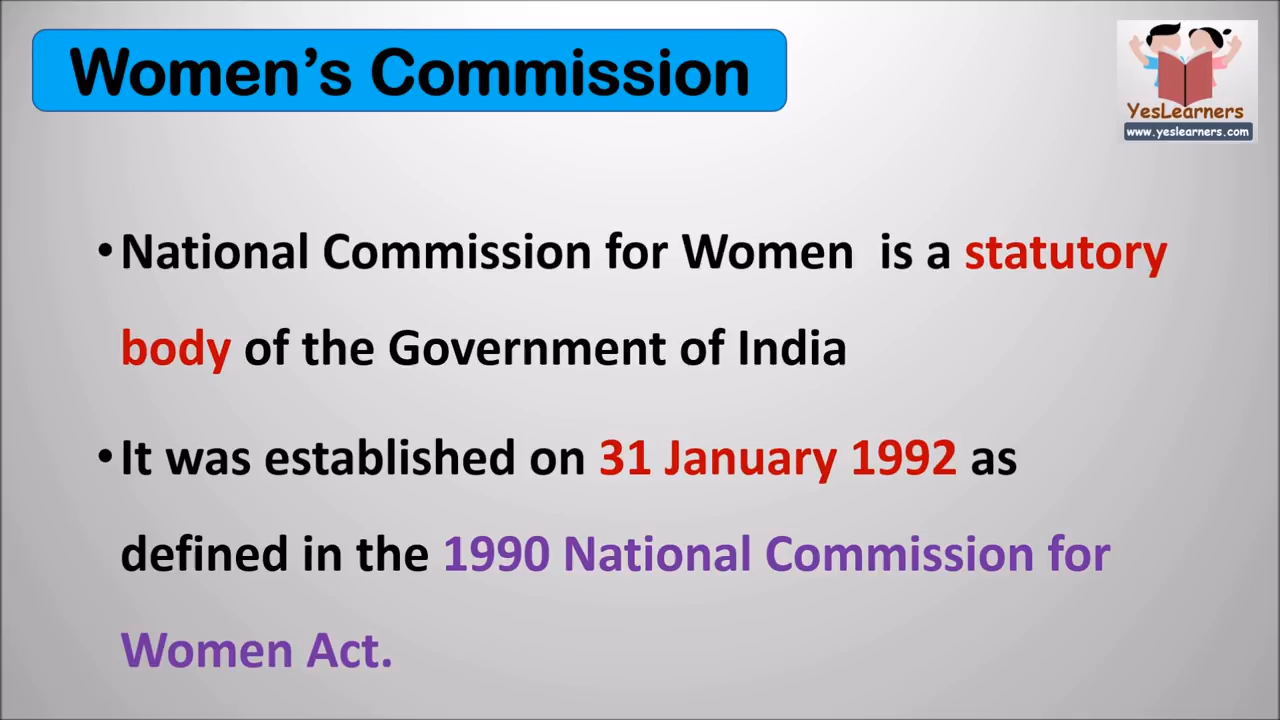 Women’s Commission
YesLearners
www.yeslearners.com
•National Commission for Women  is a statutory
body of the Government of India
•It was established on 31 January 1992 as
defined in the 1990 National Commission for
Women Act.